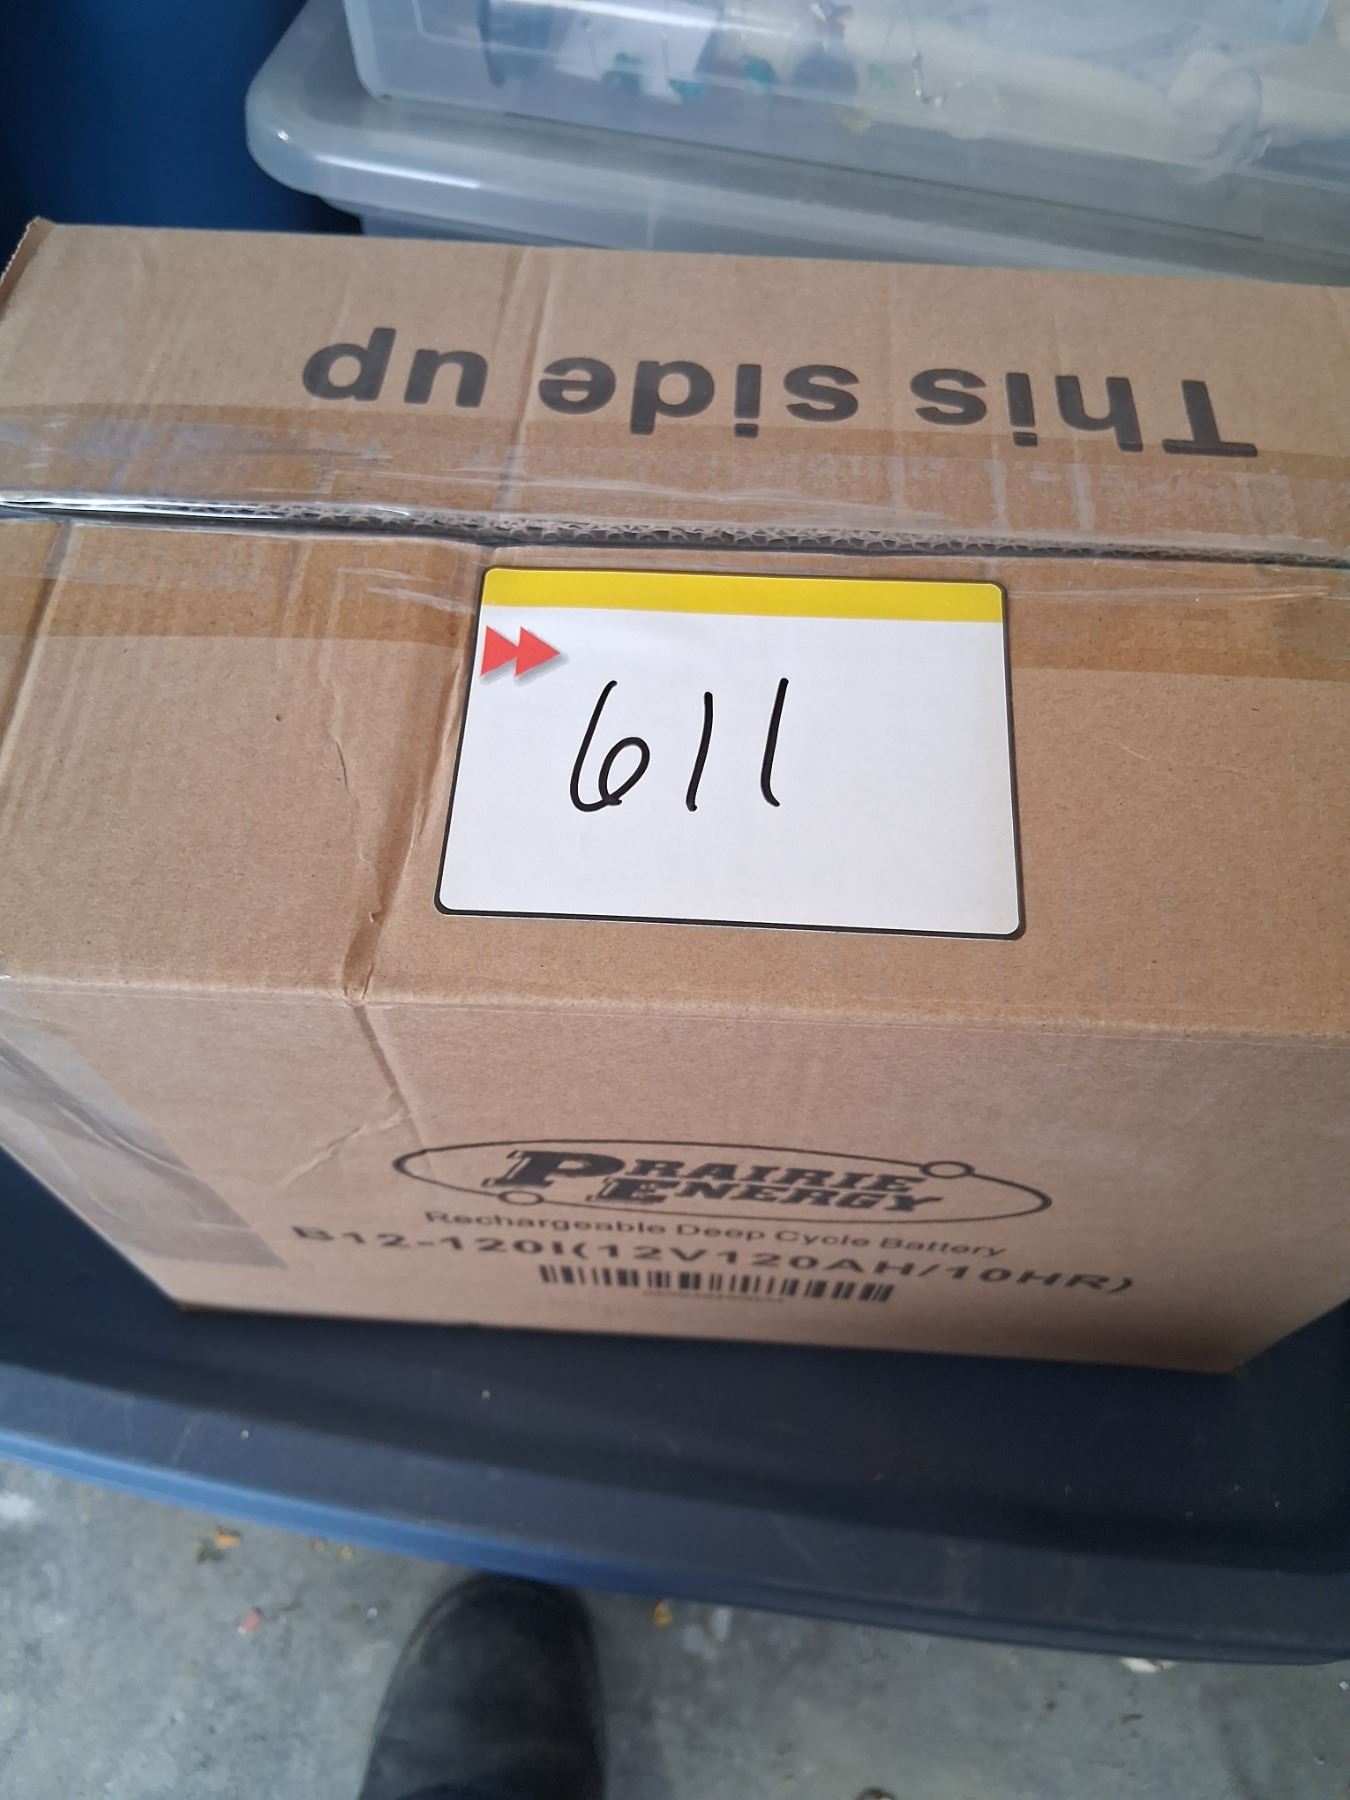 This side up
611
PRAIRIE
ENERGY
Rechargeable Deep Cycle Battery
B12-120I(12V120AH/10HR)